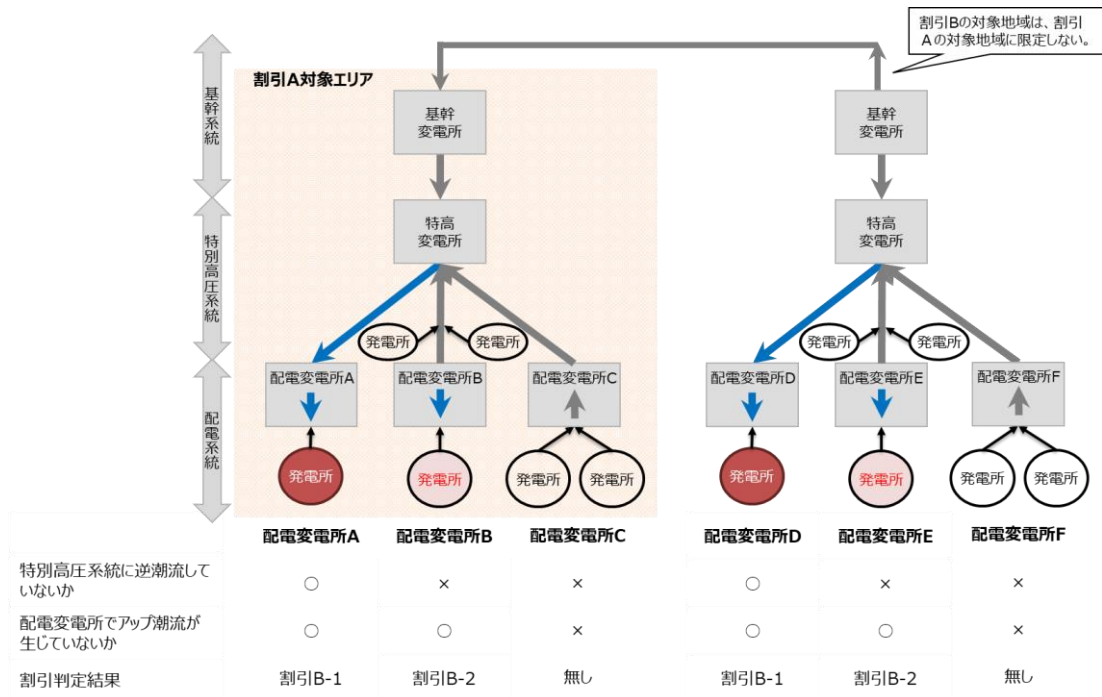 割引Bの対象地域は、割引
Aの対象地域に限定しない。
割引A対象エリア
基幹系統
基幹
変電所
基幹
変電所
特別高圧系統
特高
変電所
特高
変電所
発電所
発電所
発電所
発電所
配電系統
配電変電所A
配電変電所B
配電変電所C
配電変電所D
配電変電所E
配電変電所F
発電所
発電所
発電所
発電所
発電所
発電所
発電所
発電所
配電変電所A 配電変電所B 配電変電所C 配電変電所D 配電変電所E 配電変電所F
特別高圧系統に逆潮流して
いないか
○ × × ○ × ×
配電変電所でアップ潮流が
生じていないか
○ ○ × ○ ○ ×
割引判定結果 割引B-1 割引B-2 無し 割引B-1 割引B-2 無し